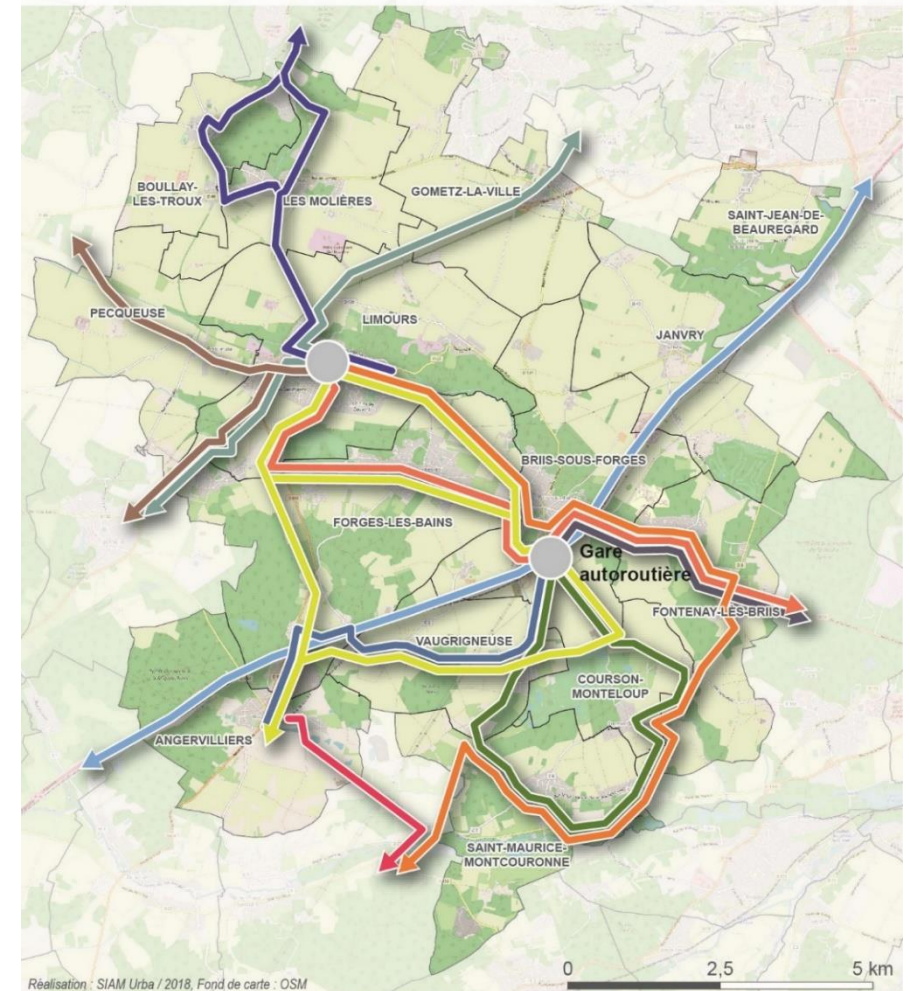 BOULLAY-
LES-TROUX
LES MOLIÈRES
GOMETZ-LA-VILLE
SAINT-JEAN-DE-
BEAUREGARD
PECQUEUSE
LIMOURS
JANVRY
BRIIS-SOUS-FORGES
FORGES-LES-BAINS
Gare
autoroutière
FONTENAY-LES-BRIIS
VAUGRIGNEUSE
COURSON-
MONTELOUP
ANGERVILLIERS
SAINT-MAURICE-
MONTCOURONNE
0 2,5 5 km
Réalisation : SIAM Urba / 2018, Fond de carte : OSM